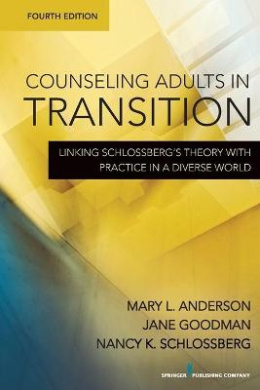 FOURTH EDITION
COUNSELING ADULTS IN
TRANSITION
LINKING SCHLOSSBERG'S THEORY WITH
PRACTICE IN A DIVERSE WORLD
MARY L. ANDERSON
JANE GOODMAN
NANCY K. SCHLOSSBERG
SPRINGER PUBLISHING COMPANY